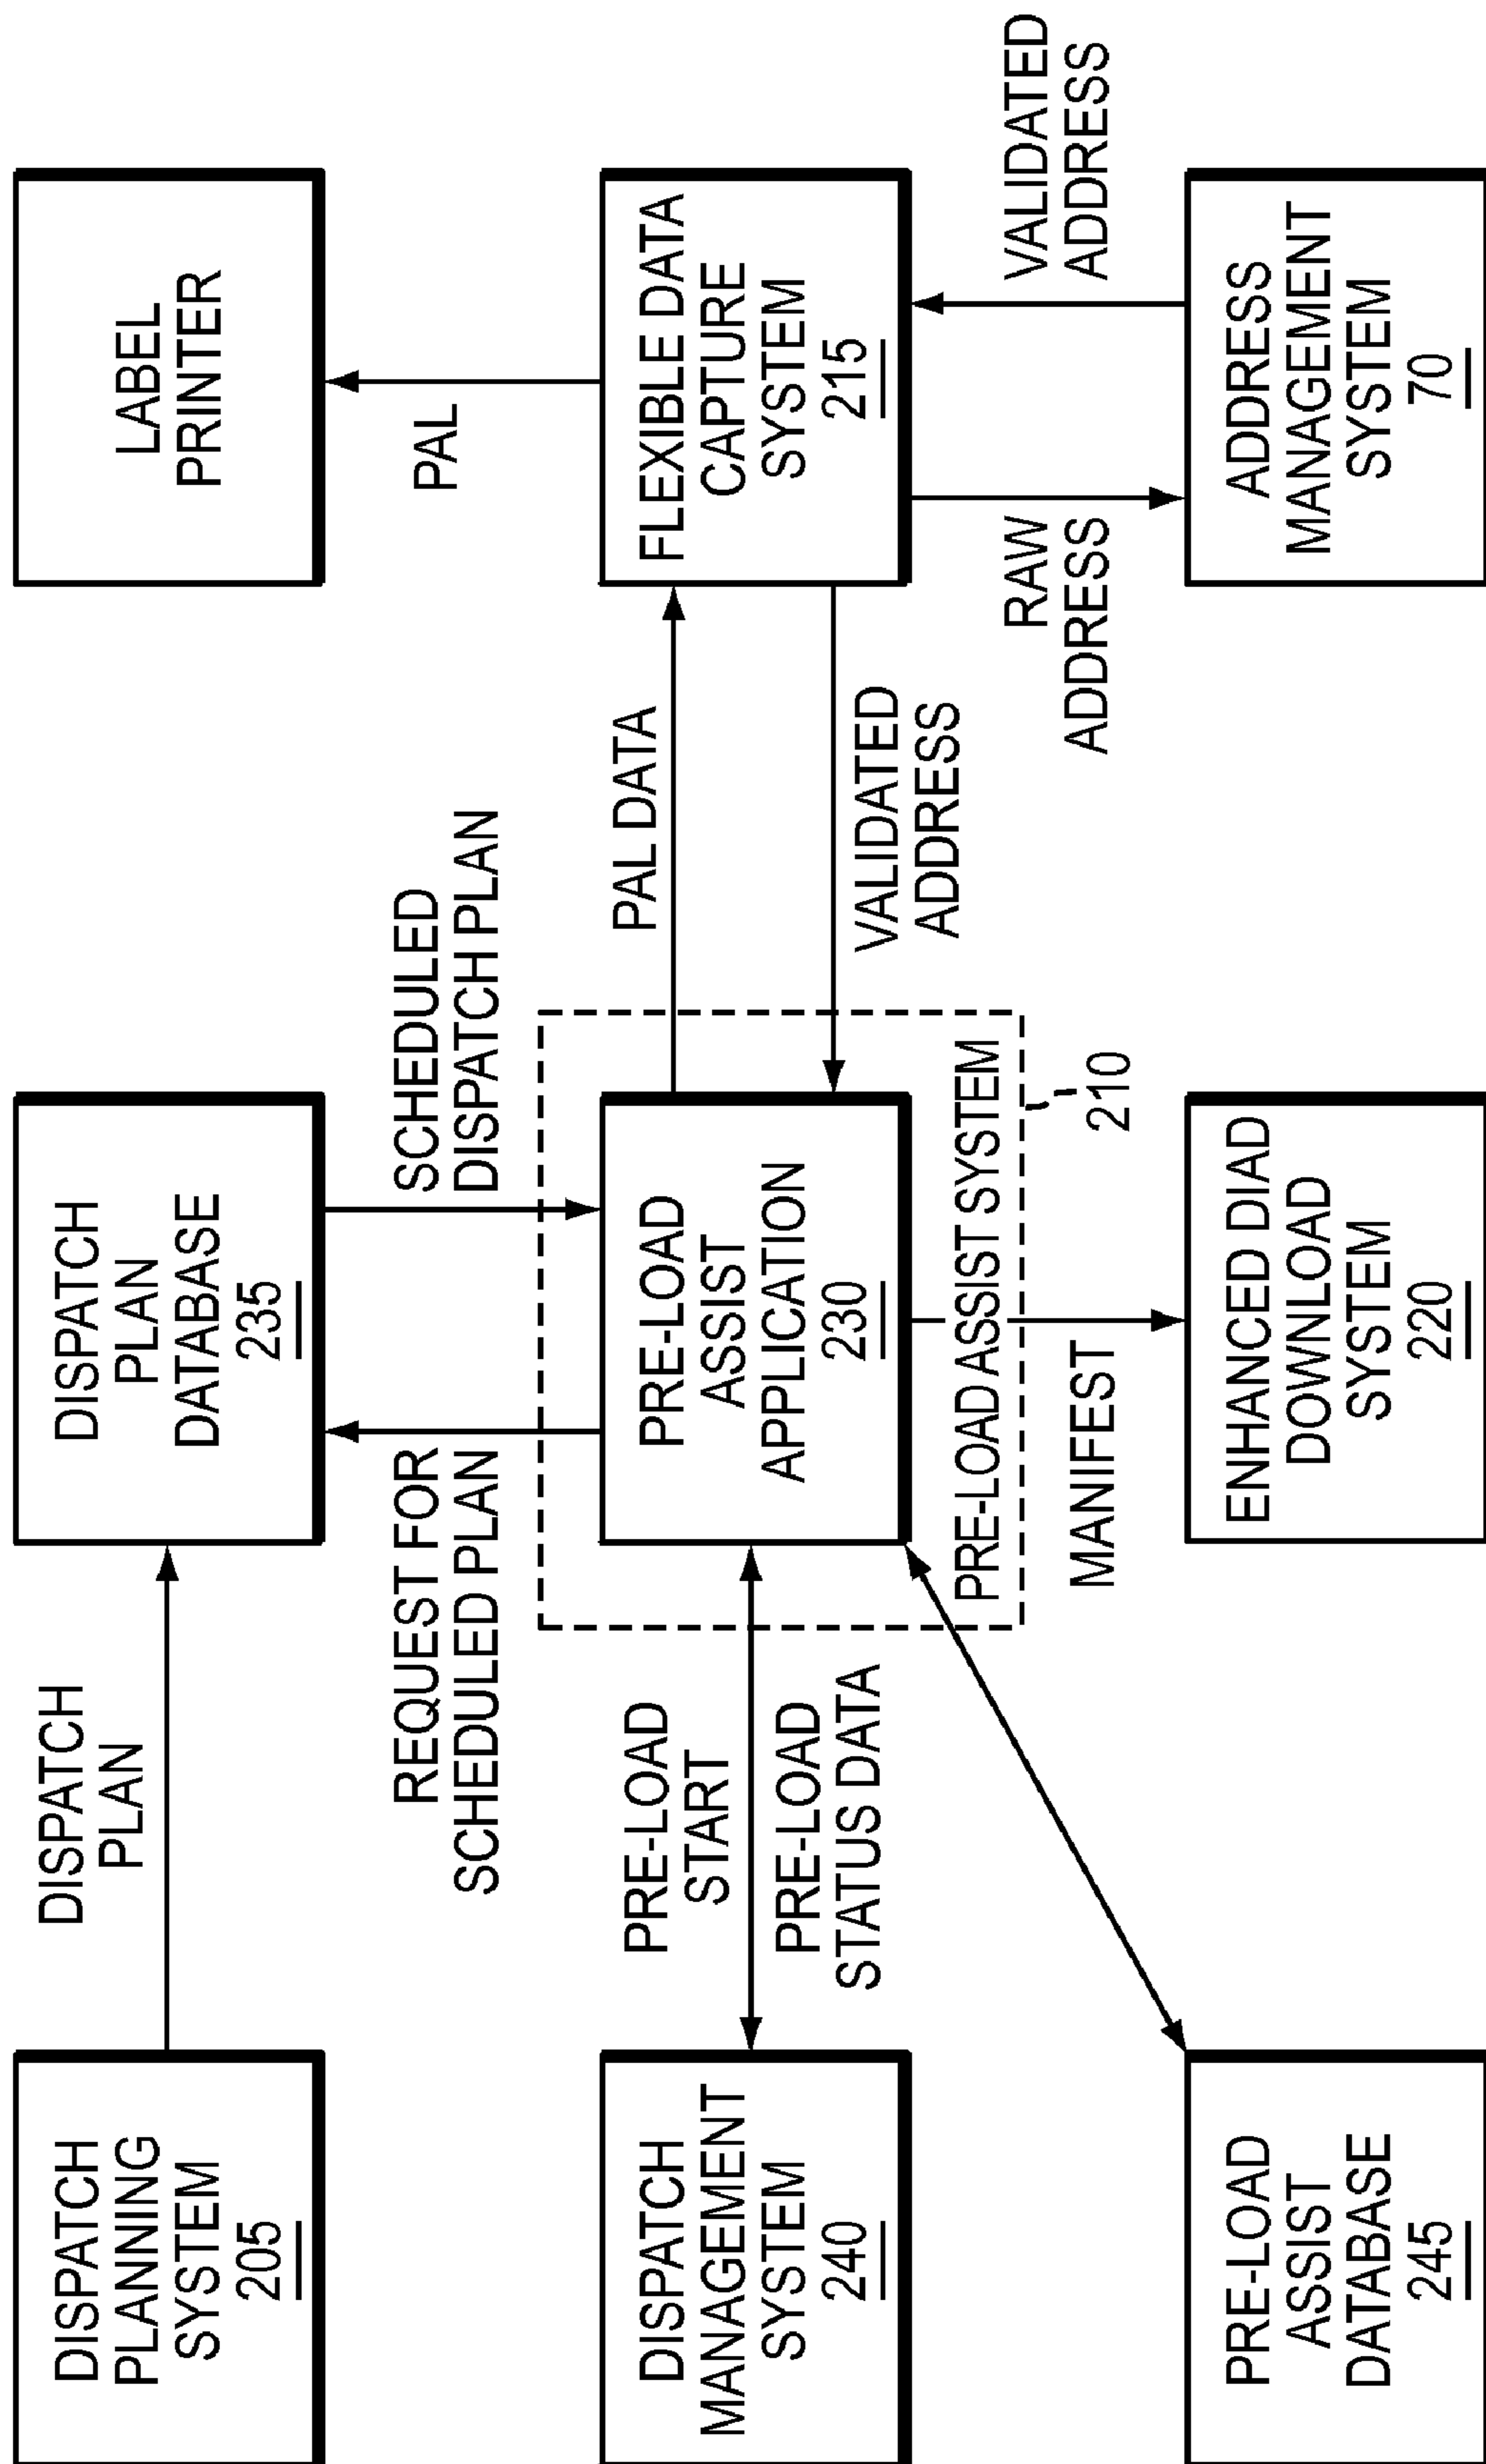 DISPATCH
PLANNING
SYSTEM
205
DISPATCH
PLAN
DISPATCH
PLAN
DATABASE
235
LABEL
PRINTER
REQUEST FOR
SCHEDULED PLAN
SCHEDULED
DISPATCH PLAN
PAL
DISPATCH
MANAGEMENT
SYSTEM
240
PRE-LOAD
START
PRE-LOAD
STATUS DATA
PRE-LOAD
ASSIST
APPLICATION
230
PRE-LOAD ASSIST SYSTEM
210
PAL DATA
VALIDATED
ADDRESS
FLEXIBLE DATA
CAPTURE
SYSTEM
215
MANIFEST
RAW
ADDRESS
VALIDATED
ADDRESS
PRE-LOAD
ASSIST
DATABASE
245
ENHANCED DIAD
DOWNLOAD
SYSTEM
220
ADDRESS
MANAGEMENT
SYSTEM
70